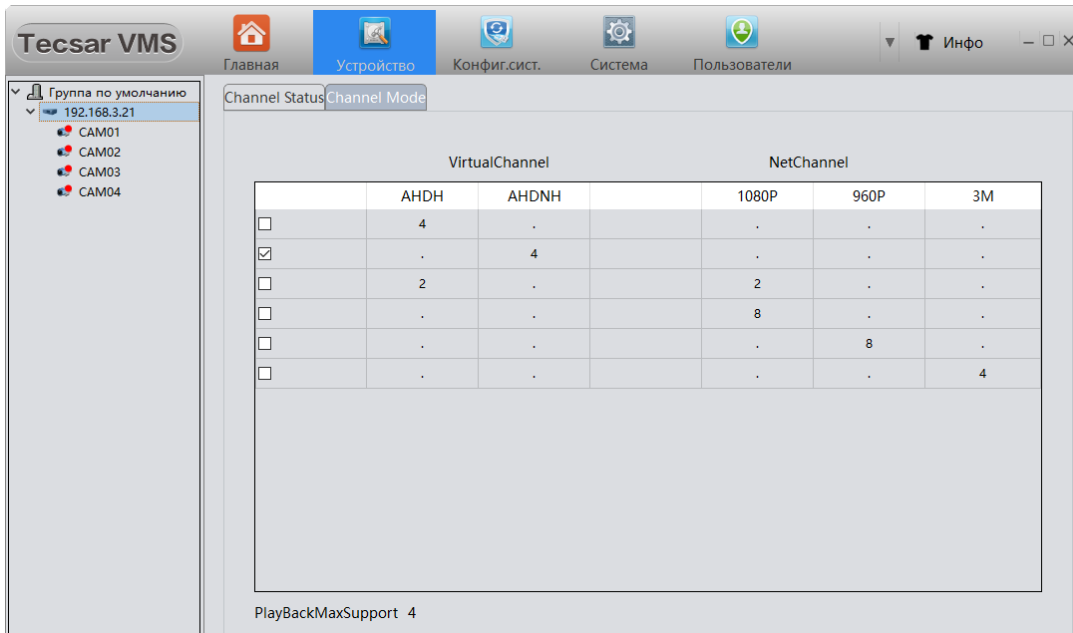 Tecsar VMS
Главная
Устройство
Конфиг.сист.
Система
Пользователи
Инфо
Группа по умолчанию
192.168.3.21
CAM01
CAM02
CAM03
CAM04
Channel Status Channel Mode
VirtualChannel NetChannel
AHDH AHDNH 1080P 960P 3M
4 . . . .
. 4 . . .
2 . 2 . .
. . 8 . .
. . . 8 .
. . . . 4
PlayBackMaxSupport 4